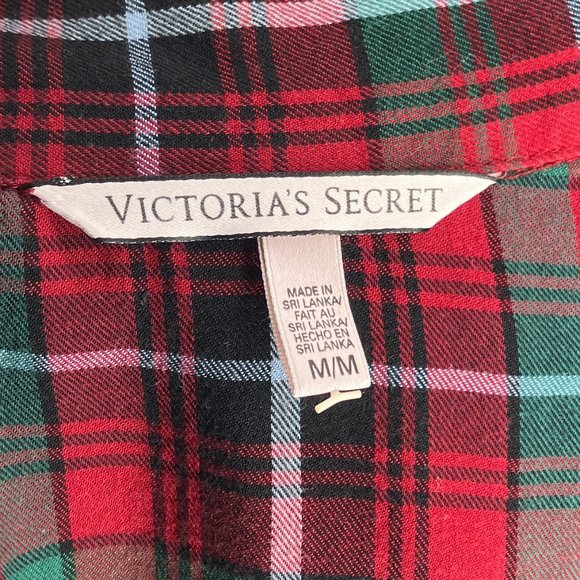 VICTORIA'S SECRET
MADE IN
SRI LANKA/
FAIT AU
SRI LANKA/
HECHO EN
SRI LANKA
M/M